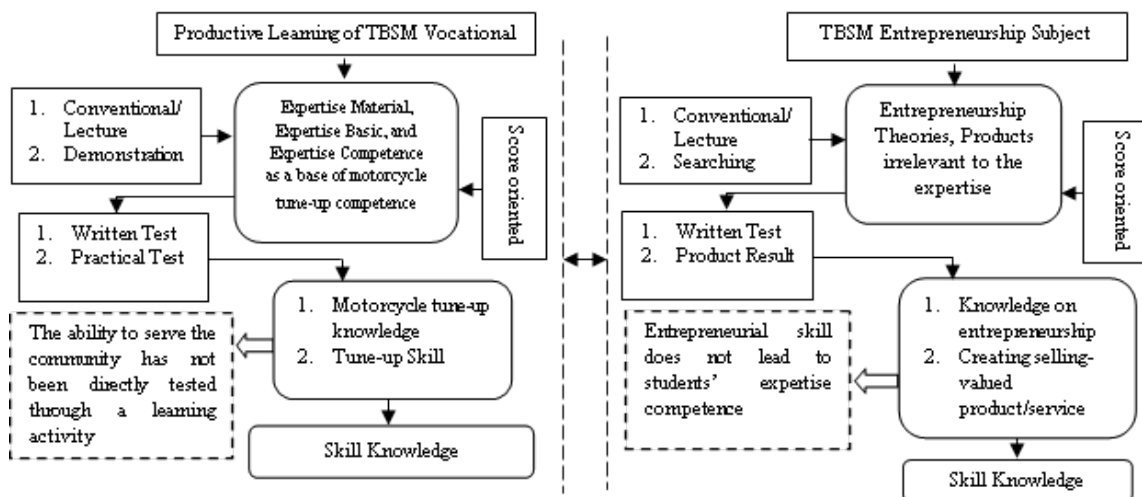 Productive Learning of TBSM Vocational
1. Conventional/
Lecture
2. Demonstration
Expertise Material,
Expertise Basic, and
Expertise Competence
as a base of motorcycle
tune-up competence
Score oriented
1. Written Test
2. Practical Test
1. Motorcycle tune-up
knowledge
2. Tune-up Skill
The ability to serve the
community has not
been directly tested
through a learning
activity
Skill Knowledge
TBSM Entrepreneurship Subject
1. Conventional/
Lecture
2. Searching
Entrepreneurship
Theories, Products
irrelevant to the
expertise
Score oriented
1. Written Test
2. Product Result
1. Knowledge on
entrepreneurship
2. Creating selling-
valued
product/service
Entrepreneurial skill
does not lead to
students’ expertise
competence
Skill Knowledge